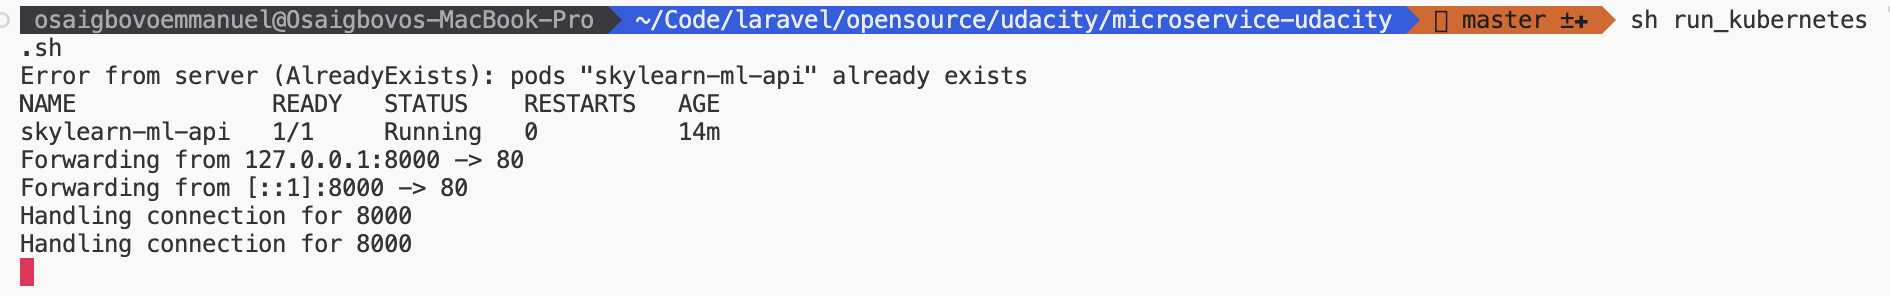 osaigbovoemmanuel@Osaigbovos-MacBook-Pro ~/Code/laravel/opensource/udacity/microservice-udacity master ±✚ sh run_kubernetes
.sh
Error from server (AlreadyExists): pods "skylearn-ml-api" already exists
NAME READY STATUS RESTARTS AGE
skylearn-ml-api 1/1 Running 0 14m
Forwarding from 127.0.0.1:8000 -> 80
Forwarding from [::1]:8000 -> 80
Handling connection for 8000
Handling connection for 8000